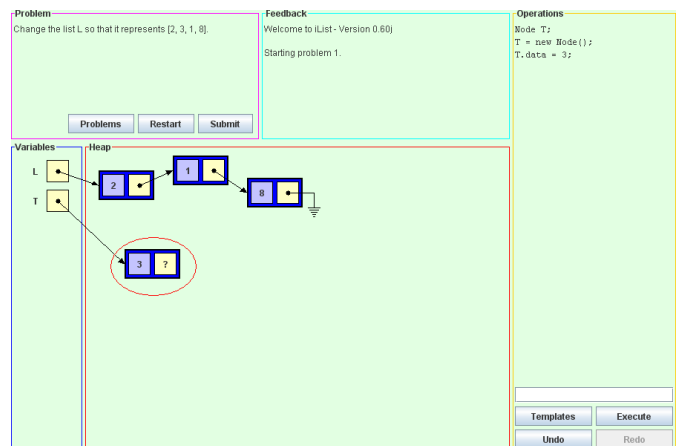 Problem
Change the list L so that it represents [2, 3, 1, 8].
Problems
Restart
Submit
Feedback
Welcome to iList - Version 0.60j
Starting problem 1.
Operations
Node T;
T = new Node();
T.data = 3;
Variables
L
T
Heap
2
1
8
3
?
Templates
Execute
Undo
Redo